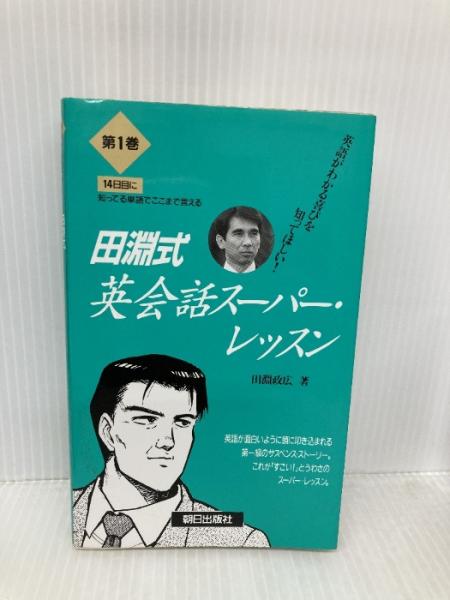 第1巻
14日目に
知ってる単語でここまで言える
英語がわかる喜びを
知ってほしい!
田淵式
英会話スーパー・
レッスン
田淵政広 著
英語が面白いように頭に叩き込まれる
第一級のサスペンス・ストーリー。
これが「すごい!」とうわさの
スーパー・レッスン。
朝日出版社